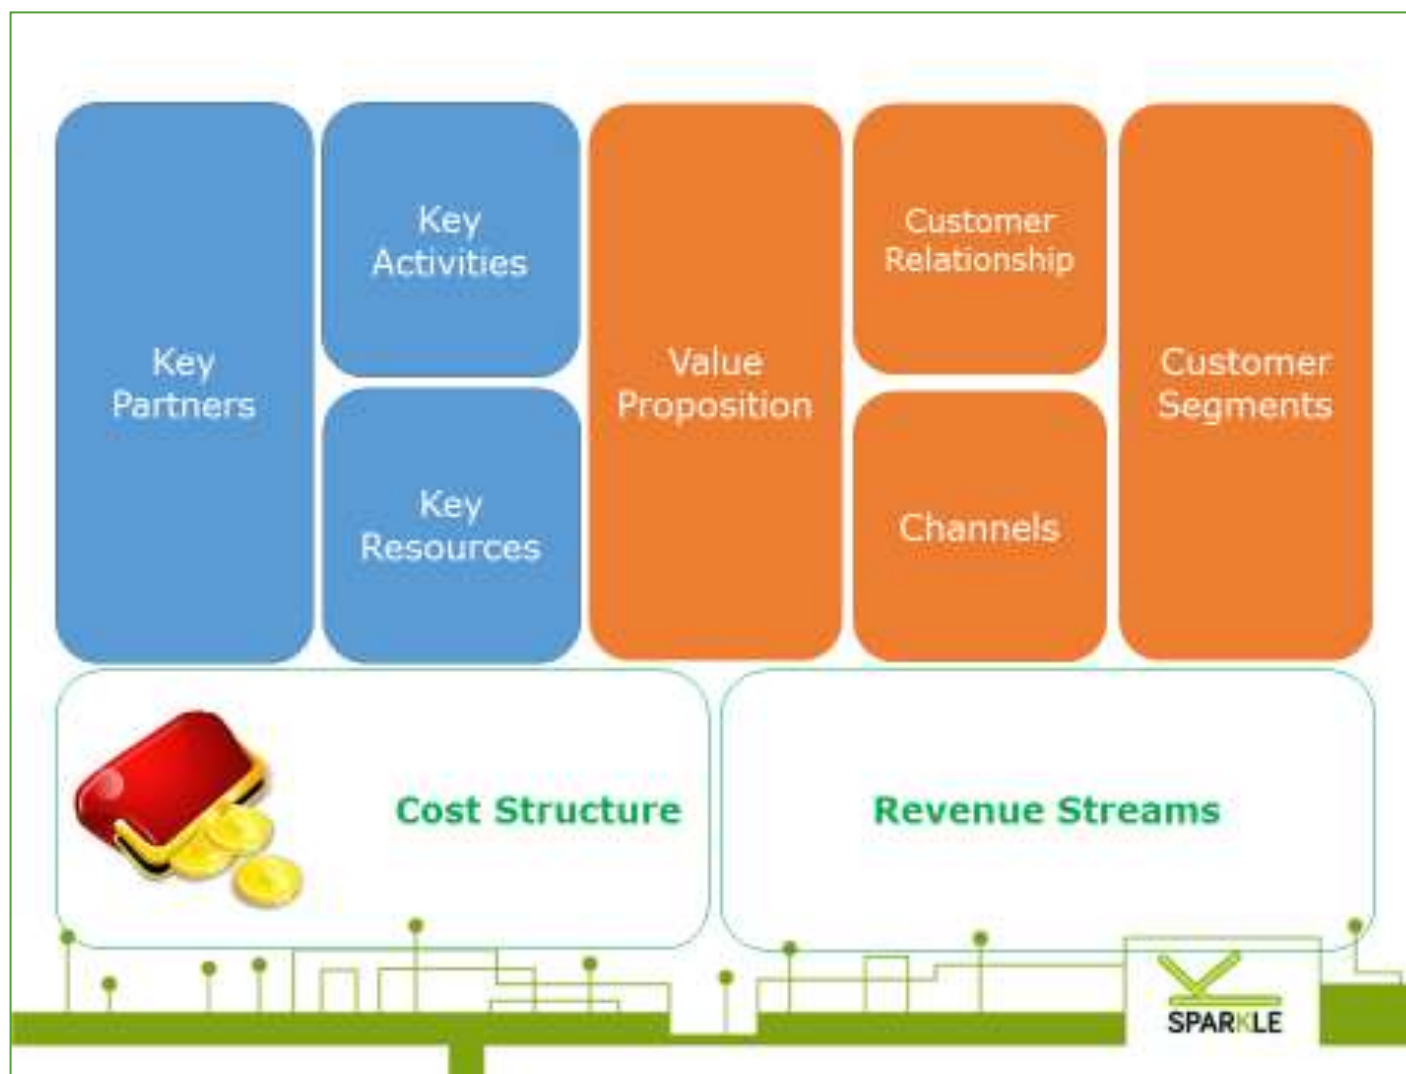 Key
Partners
Key
Activities
Key
Resources
Value
Proposition
Customer
Relationship
Channels
Customer
Segments
Cost Structure
Revenue Streams
SPARKLE